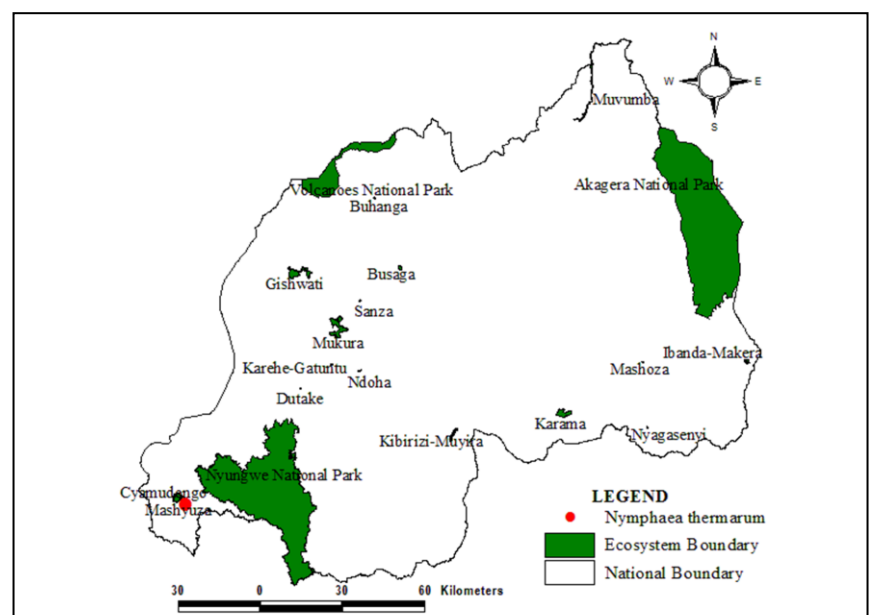 N
W
E
S
Muvumba
Volcanoes National Park
Akagera National Park
Buhanga
Gishwati
Busaga
Sanza
Mukura
Ibanda-Makera
Karehe-Gaturitu
Mashoza
Ndoha
Dutake
Karama
Nyagasenyi
Kibirizi-Muyira
Nyungwe National Park
Cyamudongo
Mashyuza
LEGEND
Nymphaea thermarum
Ecosystem Boundary
National Boundary
30 0 30 60 Kilometers